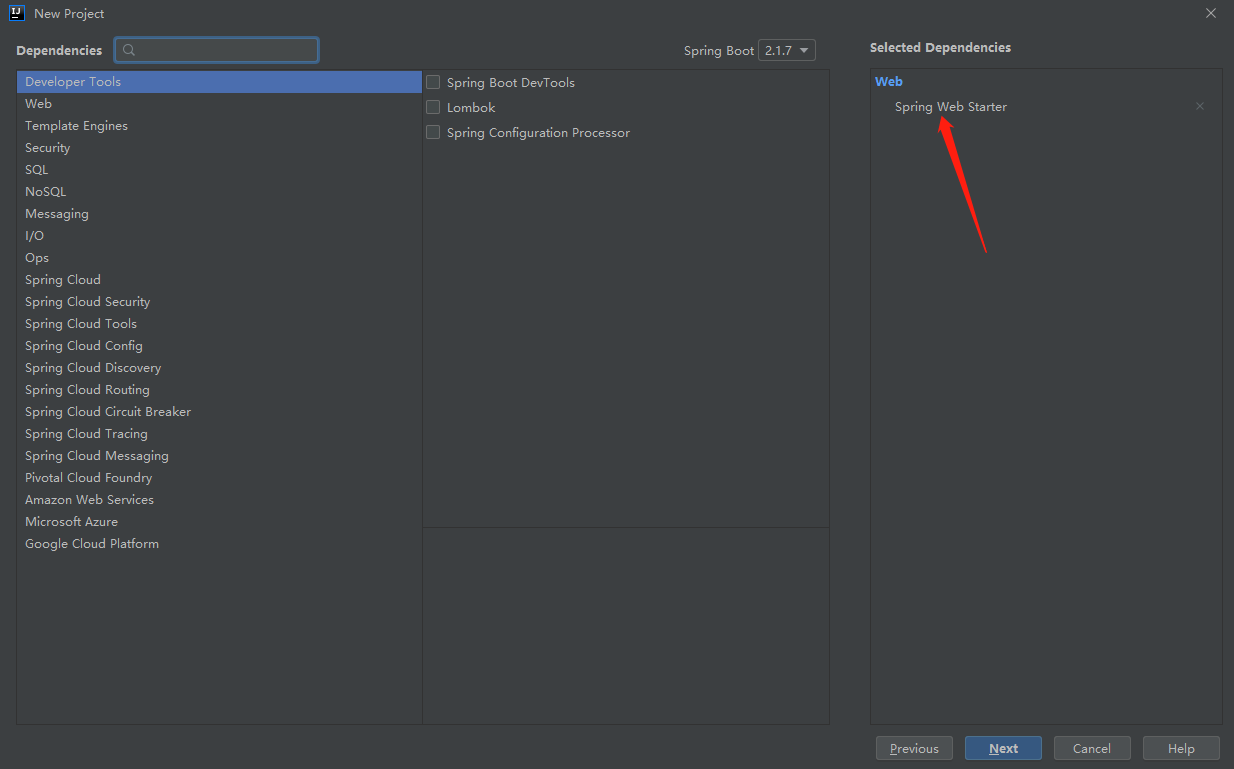 New Project
Dependencies
Spring Boot 2.1.7
Selected Dependencies
Developer Tools
Web
Template Engines
Security
SQL
NoSQL
Messaging
I/O
Ops
Spring Cloud
Spring Cloud Security
Spring Cloud Tools
Spring Cloud Config
Spring Cloud Discovery
Spring Cloud Routing
Spring Cloud Circuit Breaker
Spring Cloud Tracing
Spring Cloud Messaging
Pivotal Cloud Foundry
Amazon Web Services
Microsoft Azure
Google Cloud Platform
Spring Boot DevTools
Lombok
Spring Configuration Processor
Web
Spring Web Starter
Previous
Next
Cancel
Help